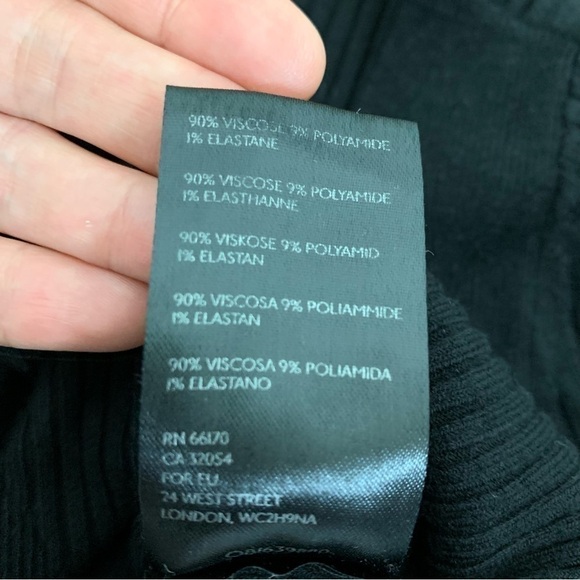 90% VISCOSE 9% POLYAMIDE
1% ELASTANE
90% VISCOSE 9% POLYAMIDE
1% ELASTHANNE
90% VISKOSE 9% POLYAMID
1% ELASTAN
90% VISCOSA 9% POLIAMMIDE
1% ELASTAN
90% VISCOSA 9% POLIAMIDA
1% ELASTANO
RN 66170
CA 32054
FOR EU
24 WEST STREET
LONDON, WC2H9NA